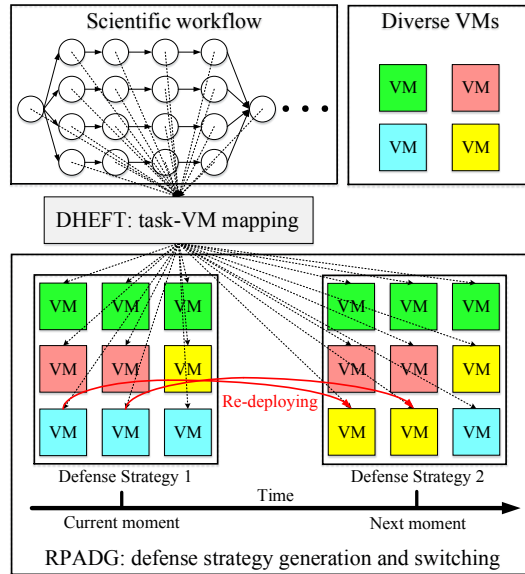 Scientific workflow
Diverse VMs
VM VM
VM VM
DHEFT: task-VM mapping
VM VM VM
VM VM VM
VM VM VM
VM VM VM
VM VM VM
VM VM VM
Re-deploying
Defense Strategy 1
Defense Strategy 2
Time
Current moment
Next moment
RPADG: defense strategy generation and switching